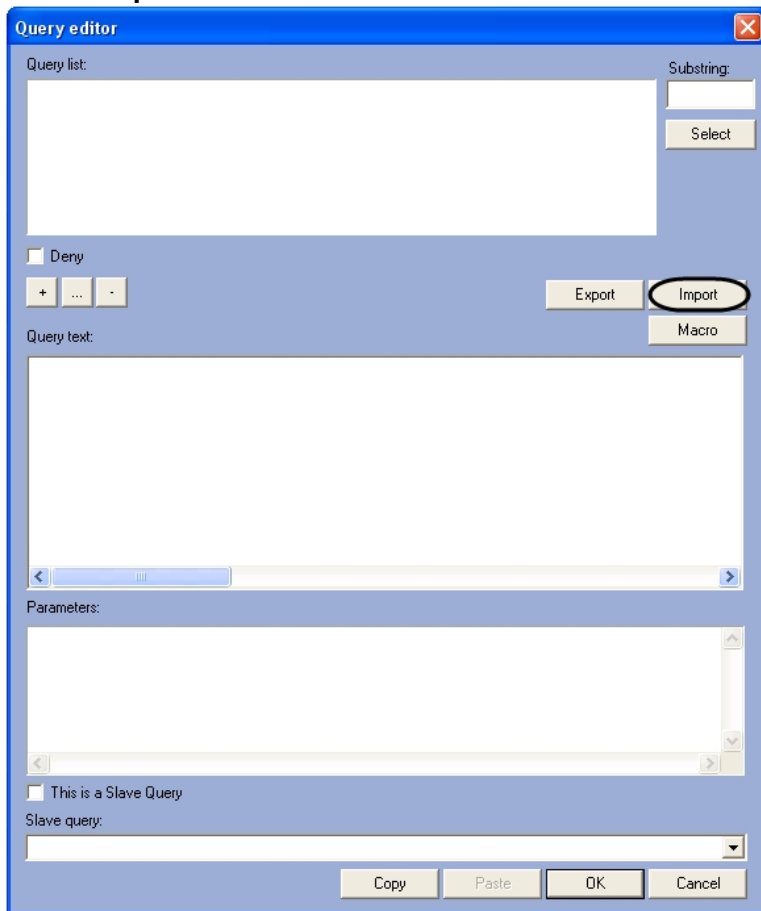 Query editor
Query list:
Substring:
Select
Deny
+ ... -
Export Import
Macro
Query text:
Parameters:
This is a Slave Query
Slave query:
Copy Paste OK Cancel